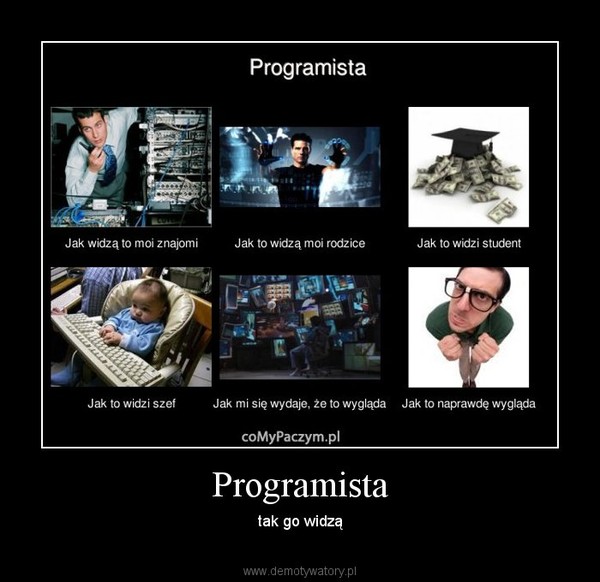 Programista
Jak widzą to moi znajomi
Jak to widzą moi rodzice
Jak to widzi student
Jak to widzi szef
Jak mi się wydaje, że to wygląda
Jak to naprawdę wygląda
coMyPaczym.pl
Programista
tak go widzą
www.demotywatory.pl